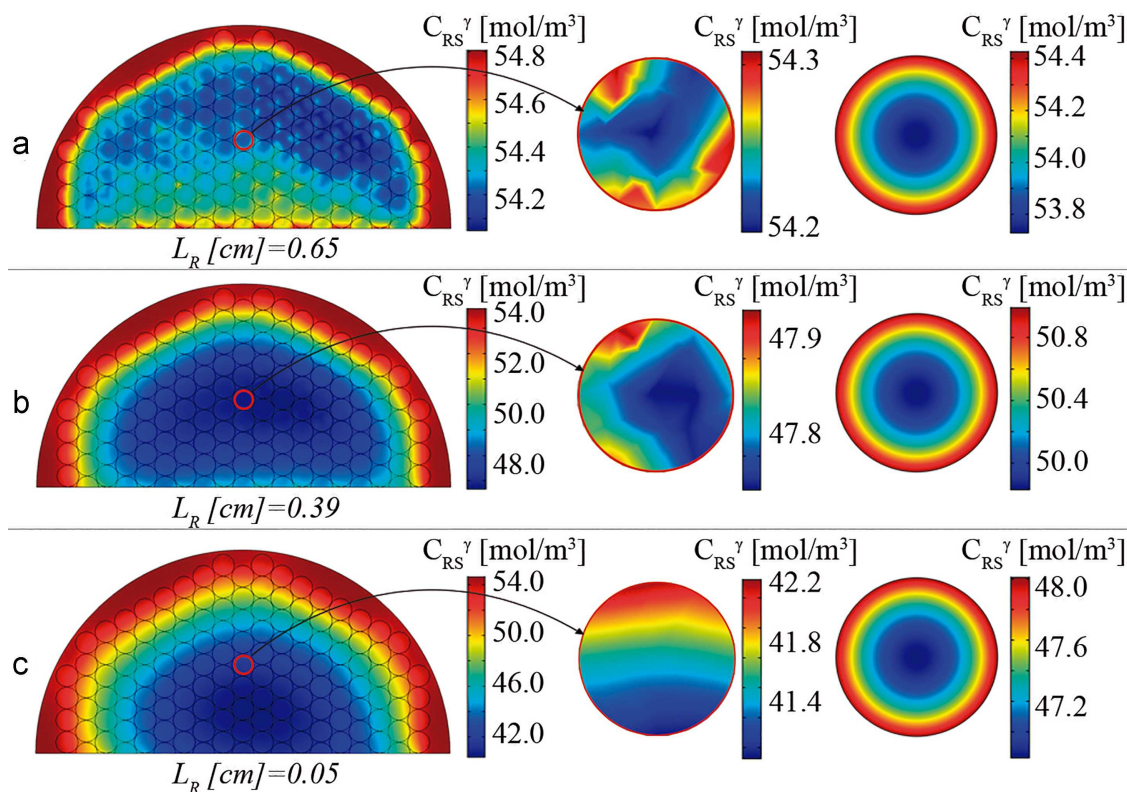 a
C_RS^γ [mol/m³]
54.8
54.6
54.4
54.2
C_RS^γ [mol/m³]
54.3
54.2
C_RS^γ [mol/m³]
54.4
54.2
54.0
53.8
L_R [cm]=0.65
b
C_RS^γ [mol/m³]
54.0
52.0
50.0
48.0
C_RS^γ [mol/m³]
47.9
47.8
C_RS^γ [mol/m³]
50.8
50.4
50.0
L_R [cm]=0.39
c
C_RS^γ [mol/m³]
54.0
50.0
46.0
42.0
C_RS^γ [mol/m³]
42.2
41.8
41.4
C_RS^γ [mol/m³]
48.0
47.6
47.2
L_R [cm]=0.05